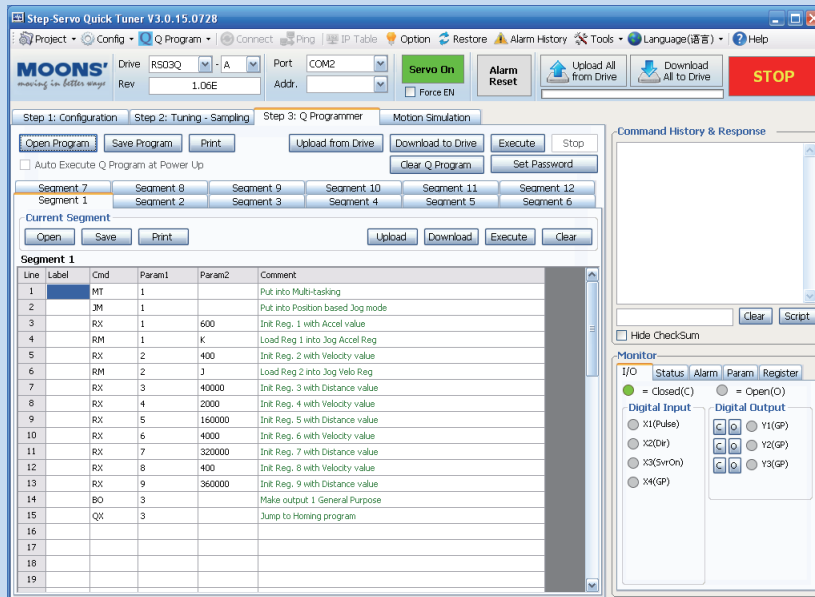 Step-Servo Quick Tuner V3.0.15.0728
Project Config Q Program Connect Ping IP Table Option Restore Alarm History Tools Language(语言) Help
MOONS'
moving in better ways
Drive RS03Q - A Port COM2
Rev 1.06E Addr.
Servo On
Force EN
Alarm Reset
Upload All from Drive
Download All to Drive
STOP
Step 1: Configuration Step 2: Tuning - Sampling Step 3: Q Programmer Motion Simulation
Open Program Save Program Print Upload from Drive Download to Drive Execute Stop
Auto Execute Q Program at Power Up Clear Q Program Set Password
Segment 7 Segment 8 Segment 9 Segment 10 Segment 11 Segment 12
Segment 1 Segment 2 Segment 3 Segment 4 Segment 5 Segment 6
Current Segment
Open Save Print Upload Download Execute Clear
Segment 1
Line Label Cmd Param1 Param2 Comment
1 MT 1 Put into Multi-tasking
2 JM 1 Put into Position based Jog mode
3 RX 1 600 Init Reg. 1 with Accel value
4 RM 1 K Load Reg 1 into Jog Accel Reg
5 RX 2 400 Init Reg. 2 with Velocity value
6 RM 2 J Load Reg 2 into Jog Velo Reg
7 RX 3 40000 Init Reg. 3 with Distance value
8 RX 4 2000 Init Reg. 4 with Velocity value
9 RX 5 160000 Init Reg. 5 with Distance value
10 RX 6 4000 Init Reg. 6 with Velocity value
11 RX 7 320000 Init Reg. 7 with Distance value
12 RX 8 400 Init Reg. 8 with Velocity value
13 RX 9 360000 Init Reg. 9 with Distance value
14 BO 3 Make output 1 General Purpose
15 QX 3 Jump to Homing program
16
17
18
19
Command History & Response
Clear Script
Hide CheckSum
Monitor
I/O Status Alarm Param Register
= Closed(C) = Open(O)
Digital Input Digital Output
X1(Pulse) C O Y1(GP)
X2(Dir) C O Y2(GP)
X3(SvrOn) C O Y3(GP)
X4(GP)